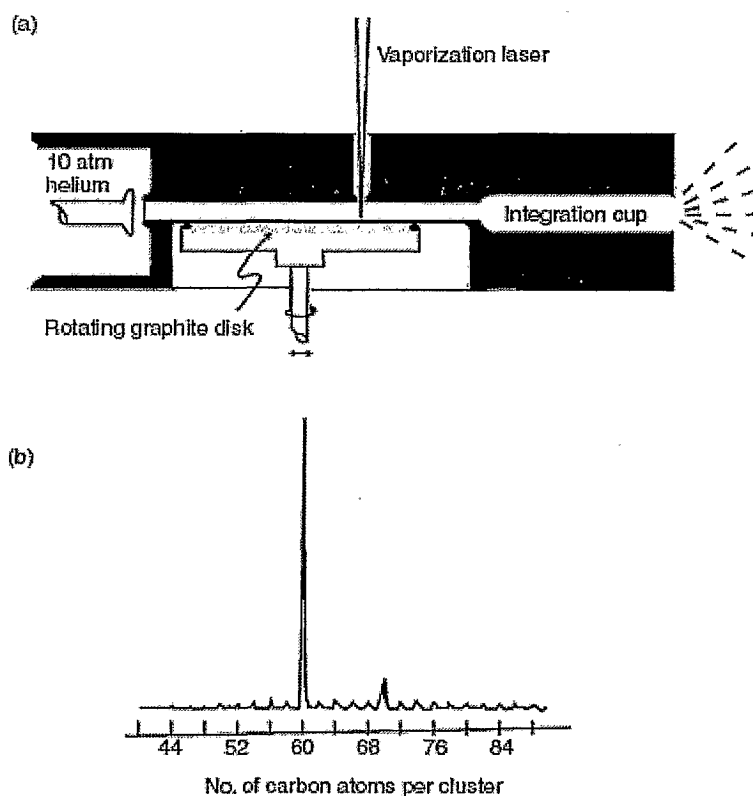 (a)
Vaporization laser
10 atm
helium
Integration cup
Rotating graphite disk
(b)
44 52 60 68 76 84
No. of carbon atoms per cluster